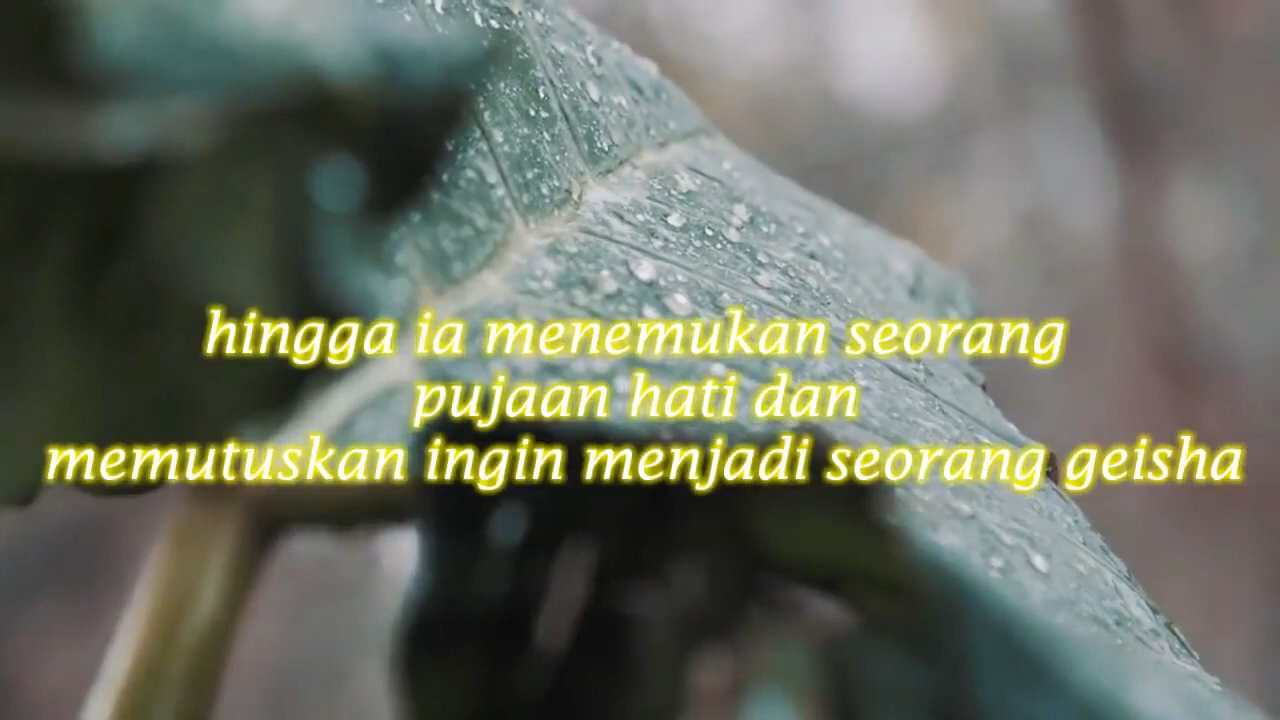 hingga ia menemukan seorang
pujaan hati dan
memutuskan ingin menjadi seorang geisha